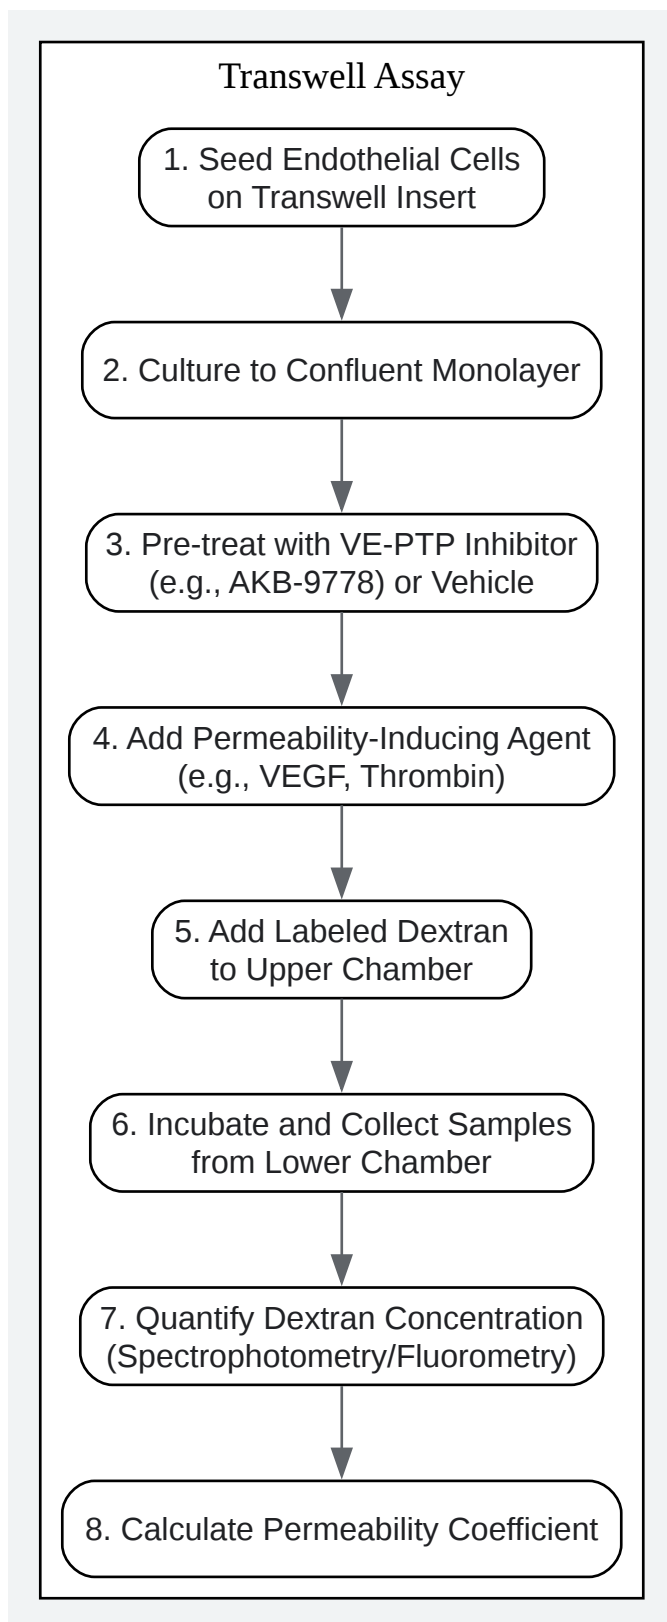 Transwell Assay
1. Seed Endothelial Cells
on Transwell Insert
2. Culture to Confluent Monolayer
3. Pre-treat with VE-PTP Inhibitor
(e.g., AKB-9778) or Vehicle
4. Add Permeability-Inducing Agent
(e.g., VEGF, Thrombin)
5. Add Labeled Dextran
to Upper Chamber
6. Incubate and Collect Samples
from Lower Chamber
7. Quantify Dextran Concentration
(Spectrophotometry/Fluorometry)
8. Calculate Permeability Coefficient